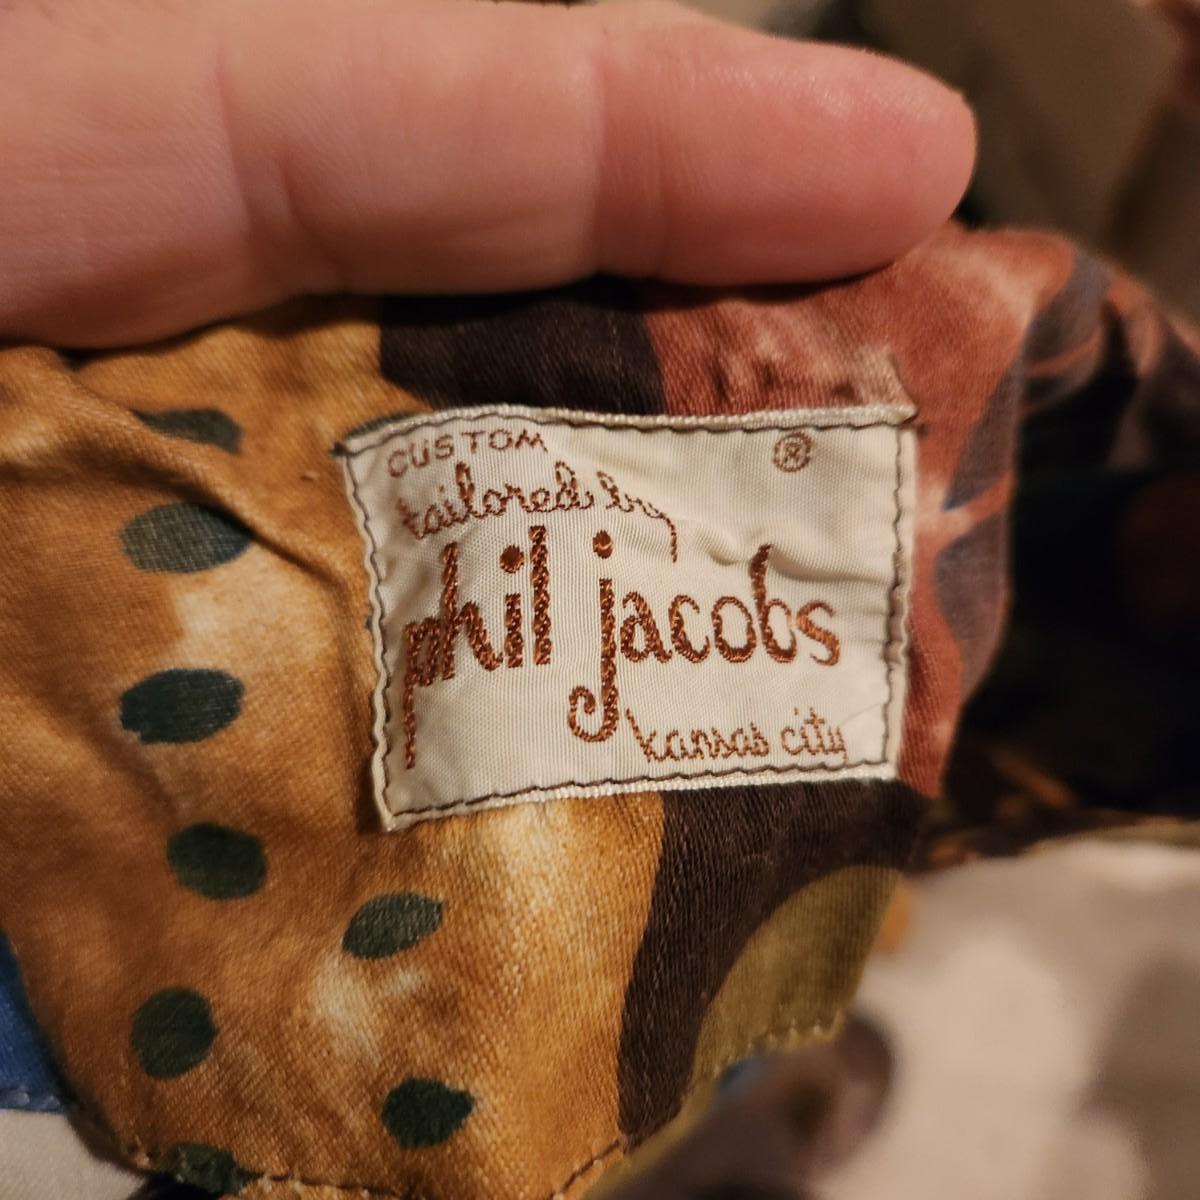 CUSTOM ®
tailored by
phil jacobs
kansas city